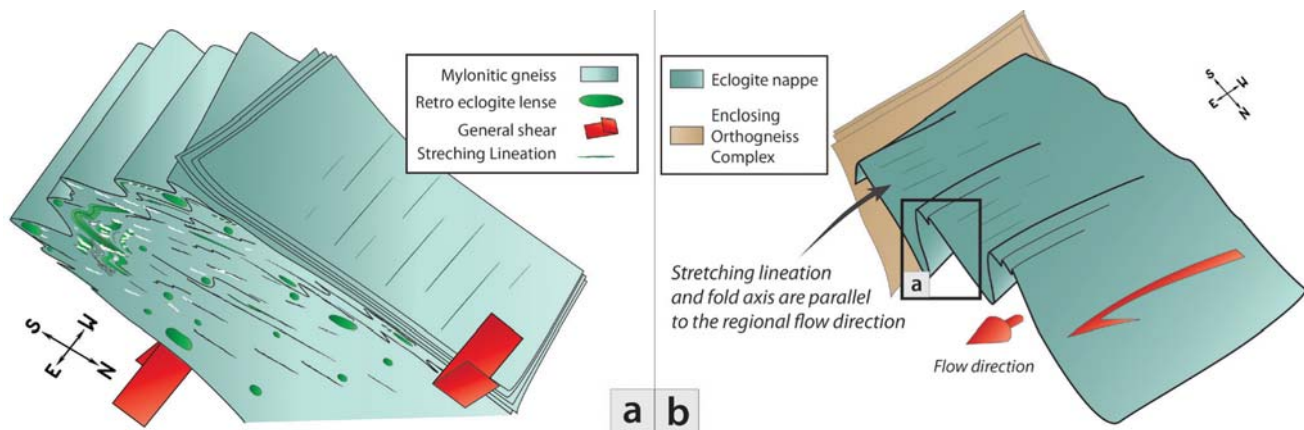 Mylonitic gneiss
Retro eclogite lense
General shear
Streching Lineation
S
W
E
N
a
b
Eclogite nappe
Enclosing
Orthogneiss
Complex
S
W
E
N
a
Stretching lineation
and fold axis are parallel
to the regional flow direction
Flow direction